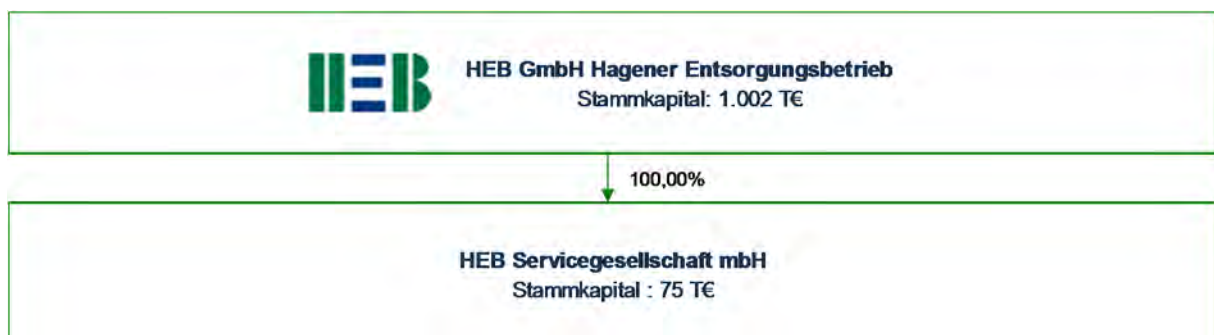 HEB
HEB GmbH Hagener Entsorgungsbetrieb
Stammkapital: 1.002 T€
100,00%
HEB Servicegesellschaft mbH
Stammkapital : 75 T€